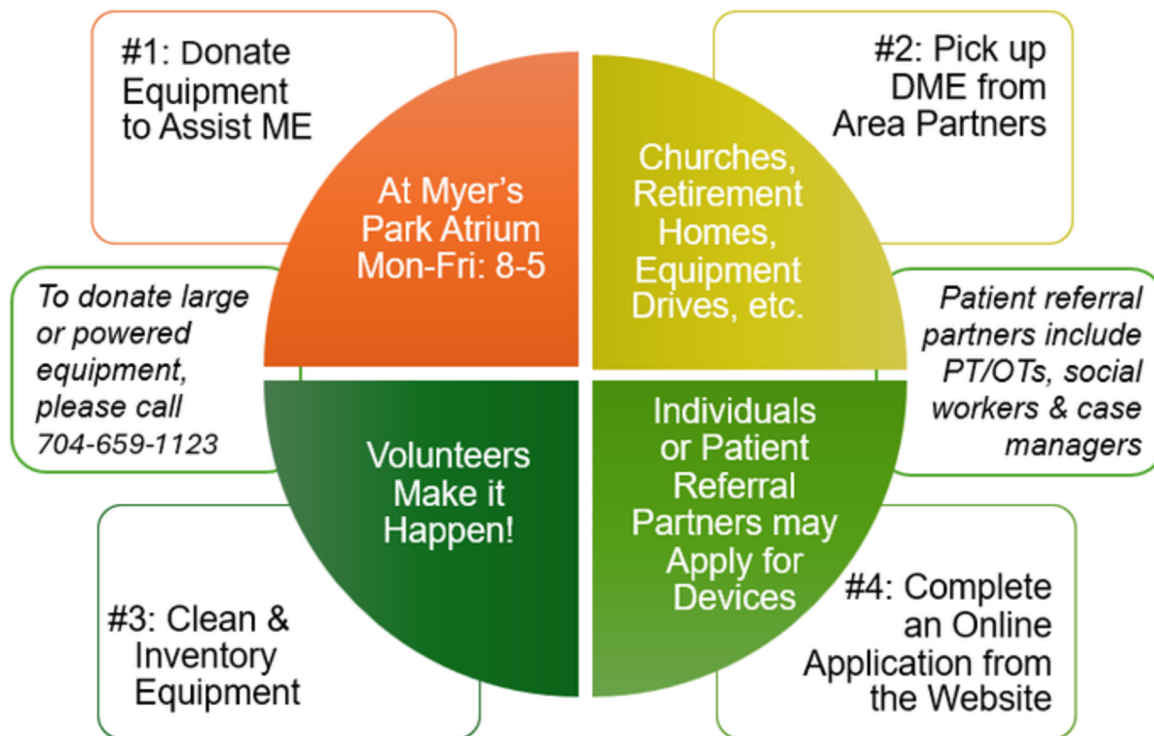 #1: Donate
Equipment
to Assist ME
At Myer's
Park Atrium
Mon-Fri: 8-5
#2: Pick up
DME from
Area Partners
Churches,
Retirement
Homes,
Equipment
Drives, etc.
To donate large
or powered
equipment,
please call
704-659-1123
Patient referral
partners include
PT/OTs, social
workers & case
managers
Volunteers
Make it
Happen!
#3: Clean &
Inventory
Equipment
Individuals
or Patient
Referral
Partners may
Apply for
Devices
#4: Complete
an Online
Application from
the Website